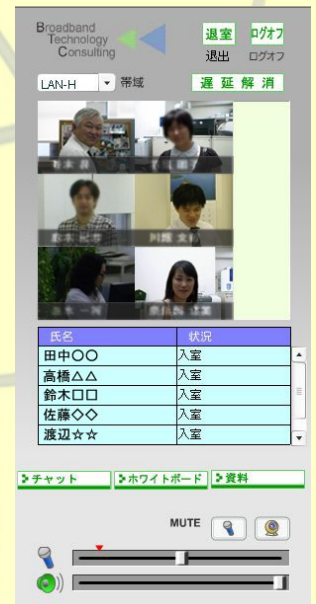 Broadband
Technology
Consulting
退室
ログオフ
退出
ログオフ
LAN-H
帯域
遅延解消
氏名
状況
田中〇〇
入室
高橋△△
入室
鈴木□□
入室
佐藤◇◇
入室
渡辺☆☆
入室
チャット
ホワイトボード
資料
MUTE